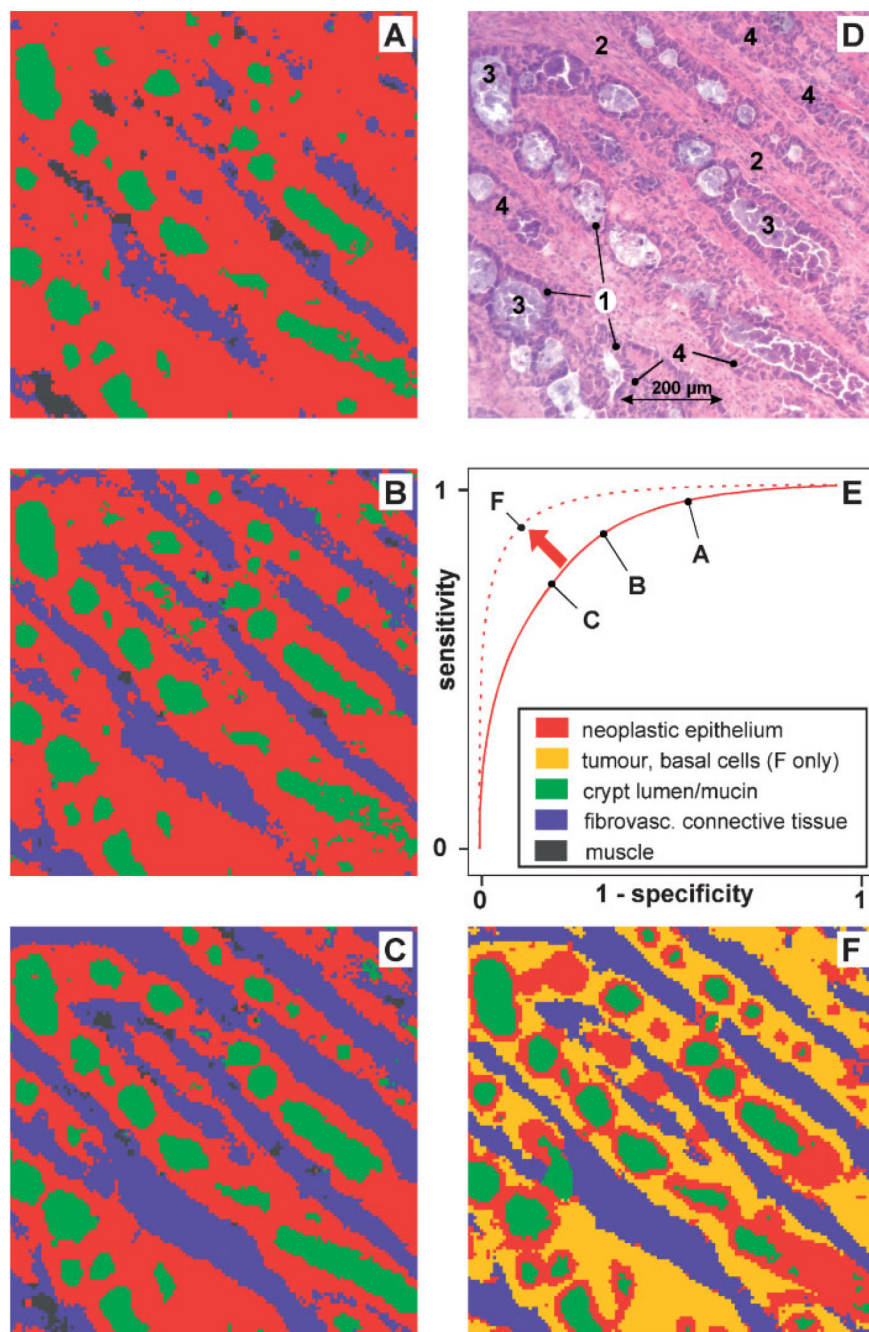 A
D
2
4
3
4
2
4
3
3
1
4
200 µm
B
E
1
F
A
B
C
sensitivity
neoplastic epithelium
tumour, basal cells (F only)
crypt lumen/mucin
fibrovasc. connective tissue
muscle
0
0
1 - specificity
1
C
F